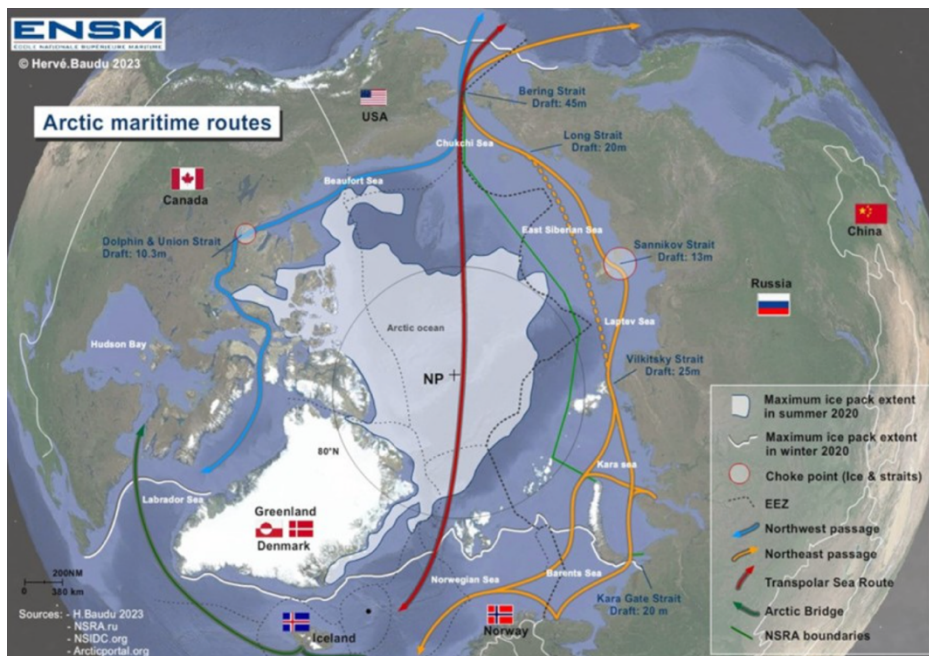 ENSM
ÉCOLE NATIONALE SUPÉRIEURE MARITIME
© Hervé.Baudu 2023
Arctic maritime routes
USA
Bering Strait
Draft: 45m
Long Strait
Draft: 20m
Chukchi Sea
Beaufort Sea
Canada
China
Dolphin & Union Strait
Draft: 10.3m
East Siberian Sea
Sannikov Strait
Draft: 13m
Russia
Arctic ocean
Laptev Sea
Hudson Bay
Vilkitsky Strait
Draft: 25m
NP
80°N
Kara sea
Labrador Sea
Greenland
Denmark
Norwegian Sea
Barents Sea
Kara Gate Strait
Draft: 20 m
Iceland
Norway
200NM
380 km
Sources: - H.Baudu 2023
- NSRA.ru
- NSIDC.org
- Arcticportal.org
Maximum ice pack extent
in summer 2020
Maximum ice pack extent
in winter 2020
Choke point (Ice & straits)
EEZ
Northwest passage
Northeast passage
Transpolar Sea Route
Arctic Bridge
NSRA boundaries